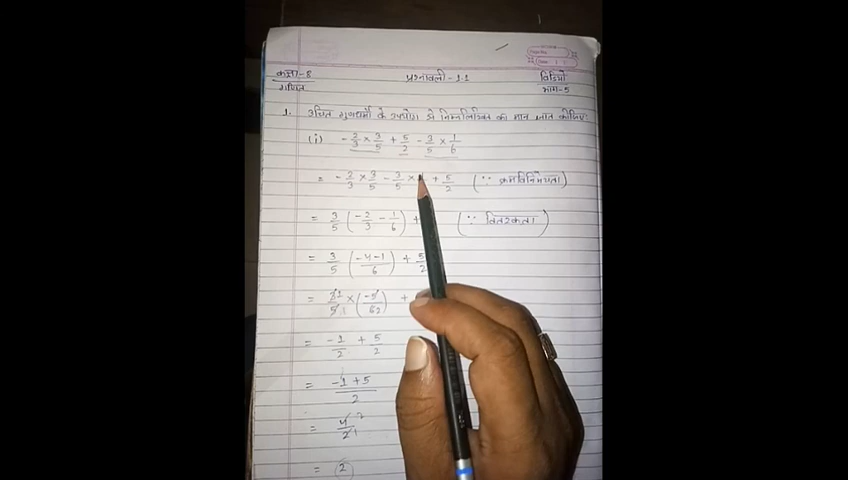 कक्षा-8 प्रश्नावली-1.1 विडियो
गणित भाग-5
1. उचित गुणधर्मो के उपयोग से निम्नलिखित का मान ज्ञात कीजिए:
(i) -2/3 × 3/5 + 5/2 - 3/5 × 1/6
= -2/3 × 3/5 - 3/5 × + 5/2 (∵ क्रमविनिमेयता)
= 3/5 (-2/3 - 1/6) + (∵ वितरकता)
= 3/5 (-4-1/6) + 5/2
= 3/5 × (-5/62) +
= -1/2 + 5/2
= -1+5/2
= 4/2
= 2